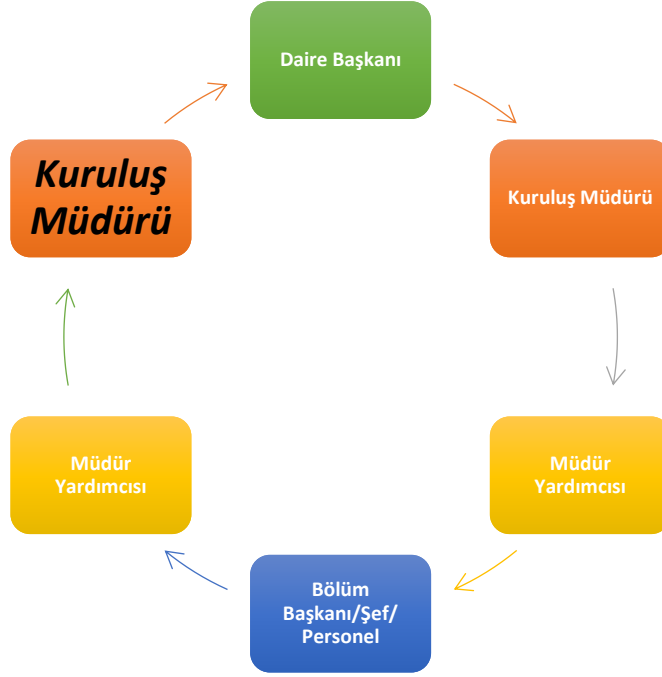 Daire Başkanı
Kuruluş
Müdürü
Kuruluş Müdürü
Müdür
Yardımcısı
Müdür
Yardımcısı
Bölüm
Başkanı/Şef/
Personel